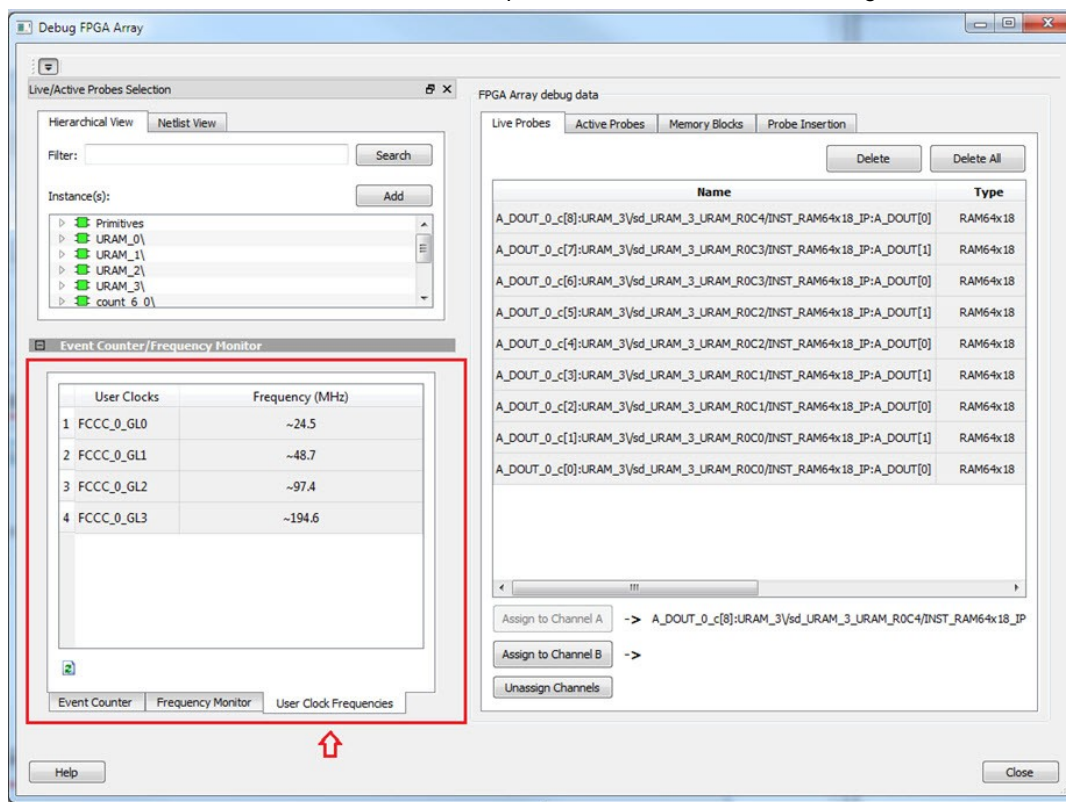 Debug FPGA Array
Live/Active Probes Selection
Hierarchical View Netlist View
Filter: Search
Instance(s): Add
Primitives
URAM_0\
URAM_1\
URAM_2\
URAM_3\
count_6_0\
Event Counter/Frequency Monitor
User Clocks Frequency (MHz)
1 FCCC_0_GL0 ~24.5
2 FCCC_0_GL1 ~48.7
3 FCCC_0_GL2 ~97.4
4 FCCC_0_GL3 ~194.6
Event Counter Frequency Monitor User Clock Frequencies
Help
FPGA Array debug data
Live Probes Active Probes Memory Blocks Probe Insertion
Delete Delete All
Name Type
A_DOUT_0_c[8]:URAM_3\/sd_URAM_3_URAM_R0C4/INST_RAM64x18_IP:A_DOUT[0] RAM64x18
A_DOUT_0_c[7]:URAM_3\/sd_URAM_3_URAM_R0C3/INST_RAM64x18_IP:A_DOUT[1] RAM64x18
A_DOUT_0_c[6]:URAM_3\/sd_URAM_3_URAM_R0C3/INST_RAM64x18_IP:A_DOUT[0] RAM64x18
A_DOUT_0_c[5]:URAM_3\/sd_URAM_3_URAM_R0C2/INST_RAM64x18_IP:A_DOUT[1] RAM64x18
A_DOUT_0_c[4]:URAM_3\/sd_URAM_3_URAM_R0C2/INST_RAM64x18_IP:A_DOUT[0] RAM64x18
A_DOUT_0_c[3]:URAM_3\/sd_URAM_3_URAM_R0C1/INST_RAM64x18_IP:A_DOUT[1] RAM64x18
A_DOUT_0_c[2]:URAM_3\/sd_URAM_3_URAM_R0C1/INST_RAM64x18_IP:A_DOUT[0] RAM64x18
A_DOUT_0_c[1]:URAM_3\/sd_URAM_3_URAM_R0C0/INST_RAM64x18_IP:A_DOUT[1] RAM64x18
A_DOUT_0_c[0]:URAM_3\/sd_URAM_3_URAM_R0C0/INST_RAM64x18_IP:A_DOUT[0] RAM64x18
Assign to Channel A -> A_DOUT_0_c[8]:URAM_3\/sd_URAM_3_URAM_R0C4/INST_RAM64x18_IP
Assign to Channel B ->
Unassign Channels
Close